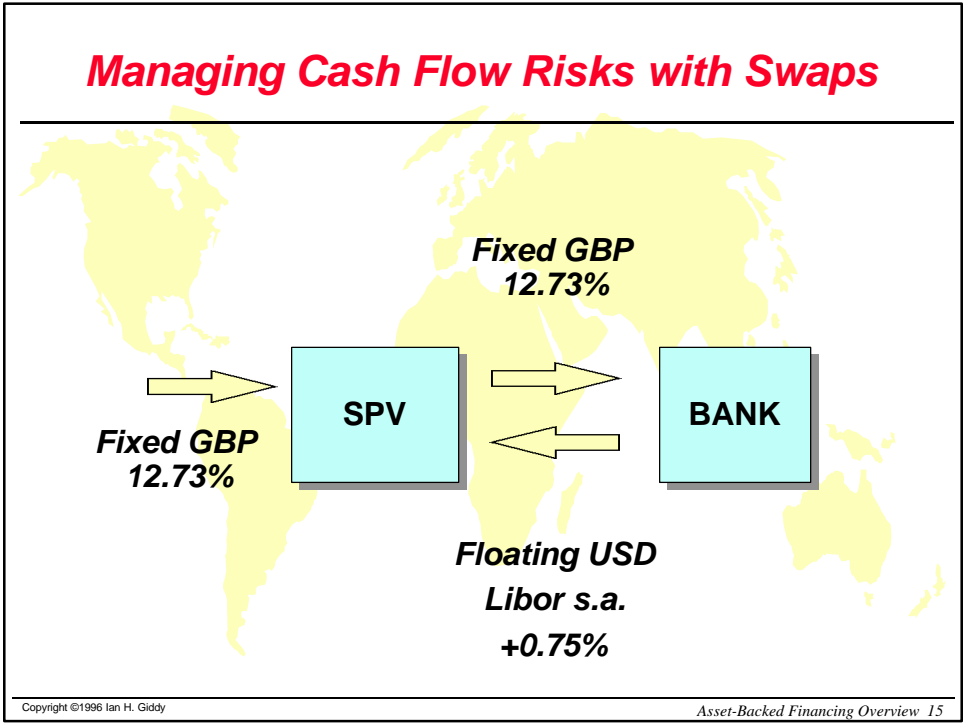 Managing Cash Flow Risks with Swaps
Fixed GBP
12.73%
SPV
BANK
Fixed GBP
12.73%
Floating USD
Libor s.a.
+0.75%
Copyright ©1996 Ian H. Giddy
Asset-Backed Financing Overview 15